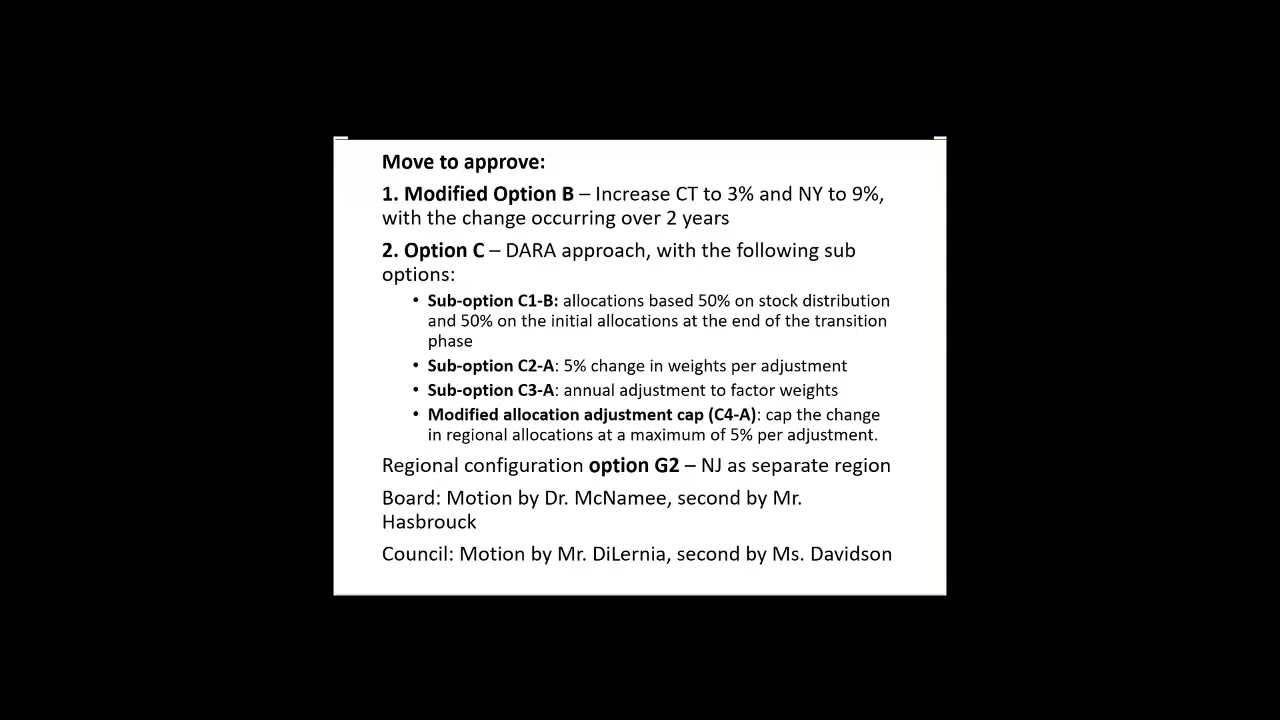 Move to approve:
1. Modified Option B – Increase CT to 3% and NY to 9%,
with the change occurring over 2 years
2. Option C – DARA approach, with the following sub
options:
• Sub-option C1-B: allocations based 50% on stock distribution
and 50% on the initial allocations at the end of the transition
phase
• Sub-option C2-A: 5% change in weights per adjustment
• Sub-option C3-A: annual adjustment to factor weights
• Modified allocation adjustment cap (C4-A): cap the change
in regional allocations at a maximum of 5% per adjustment.
Regional configuration option G2 – NJ as separate region
Board: Motion by Dr. McNamee, second by Mr.
Hasbrouck
Council: Motion by Mr. DiLernia, second by Ms. Davidson